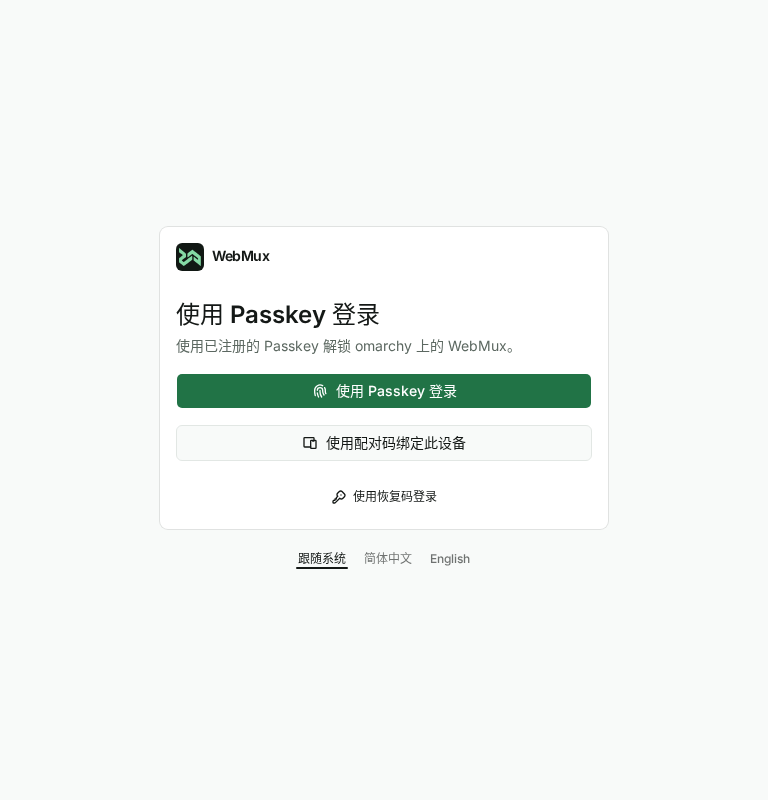 WebMux
使用 Passkey 登录
使用已注册的 Passkey 解锁 omarchy 上的 WebMux。
使用 Passkey 登录
使用配对码绑定此设备
使用恢复码登录
跟随系统 简体中文 English